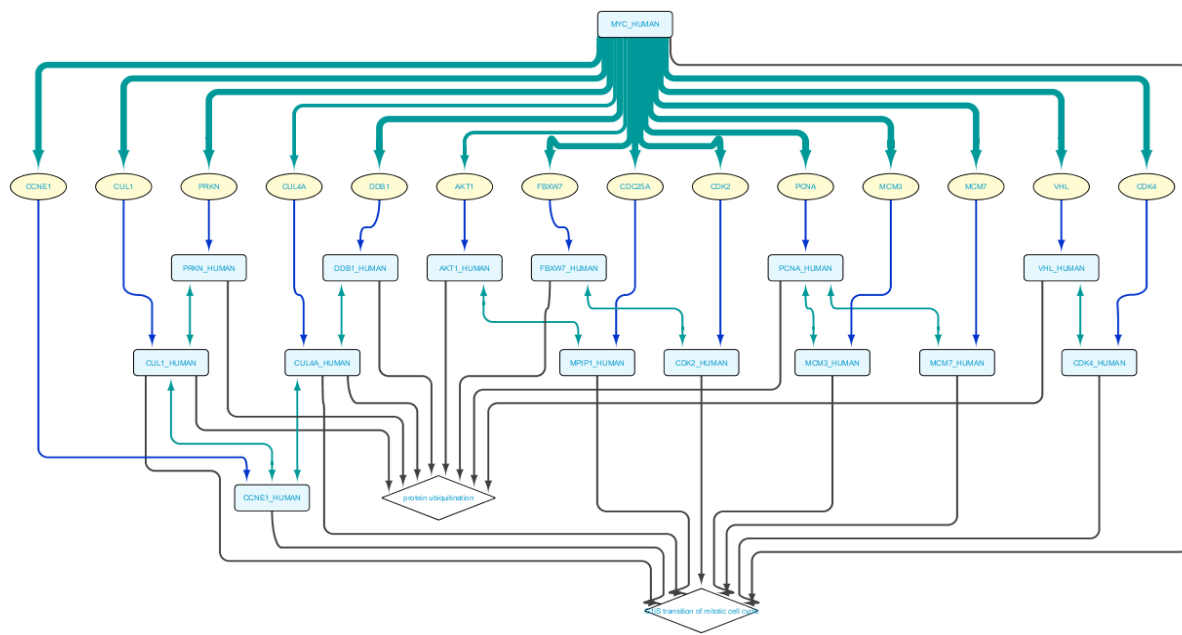 MYC_HUMAN
CCNE1
CUL1
PRKN
CUL4A
DDB1
AKT1
FBXW7
CDC25A
CDK2
PCNA
MCM3
MCM7
VHL
CDK4
PRKN_HUMAN
DDB1_HUMAN
AKT1_HUMAN
FBXW7_HUMAN
PCNA_HUMAN
VHL_HUMAN
CUL1_HUMAN
CUL4A_HUMAN
MPIP1_HUMAN
CDK2_HUMAN
MCM3_HUMAN
MCM7_HUMAN
CDK4_HUMAN
CCNE1_HUMAN
protein ubiquitination
G1/S transition of mitotic cell cycle